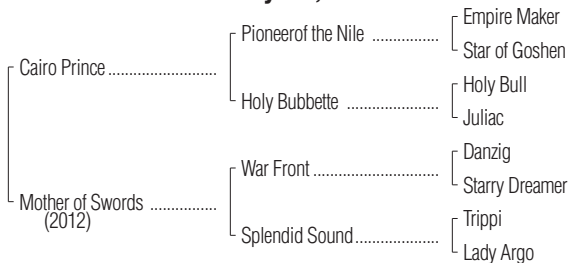 Empire Maker
Pioneerof the Nile ................
Star of Goshen
Cairo Prince ..........................
Holy Bull
Holy Bubbette ......................
Juliac
Danzig
War Front ..............................
Starry Dreamer
Mother of Swords ................
(2012)
Trippi
Splendid Sound ....................
Lady Argo